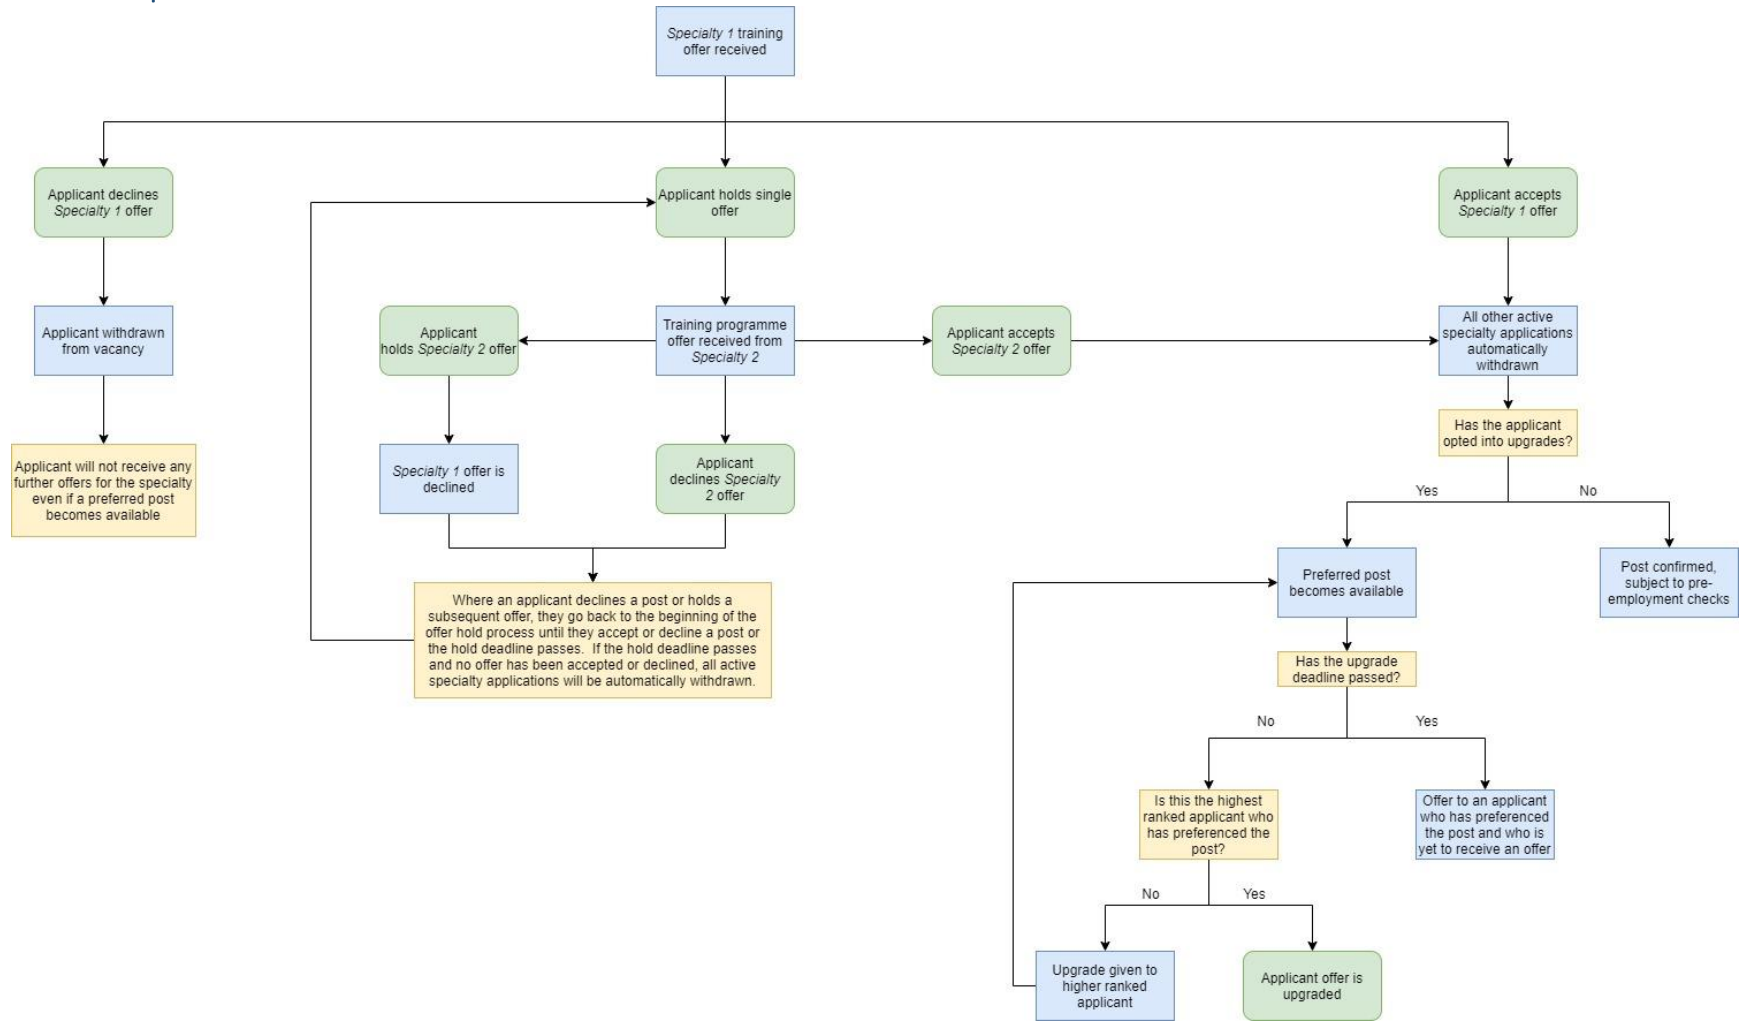 Specialty 1 training
offer received
Applicant declines
Specialty 1 offer
Applicant holds single
offer
Applicant accepts
Specialty 1 offer
Applicant withdrawn
from vacancy
Applicant
holds Specialty 2 offer
Training programme
offer received from
Specialty 2
Applicant accepts
Specialty 2 offer
All other active
specialty applications
automatically
withdrawn
Applicant will not receive any
further offers for the specialty
even if a preferred post
becomes available
Specialty 1 offer is
declined
Applicant
declines Specialty
2 offer
Has the applicant
opted into upgrades?
Yes
No
Where an applicant declines a post or holds a
subsequent offer, they go back to the beginning of the
offer hold process until they accept or decline a post or
the hold deadline passes. If the hold deadline passes
and no offer has been accepted or declined, all active
specialty applications will be automatically withdrawn.
Preferred post
becomes available
Post confirmed,
subject to pre-
employment checks
Has the upgrade
deadline passed?
No
Yes
Is this the highest
ranked applicant who
has preferenced the
post?
Offer to an applicant
who has preferenced
the post and who is
yet to receive an offer
No
Yes
Upgrade given to
higher ranked
applicant
Applicant offer is
upgraded